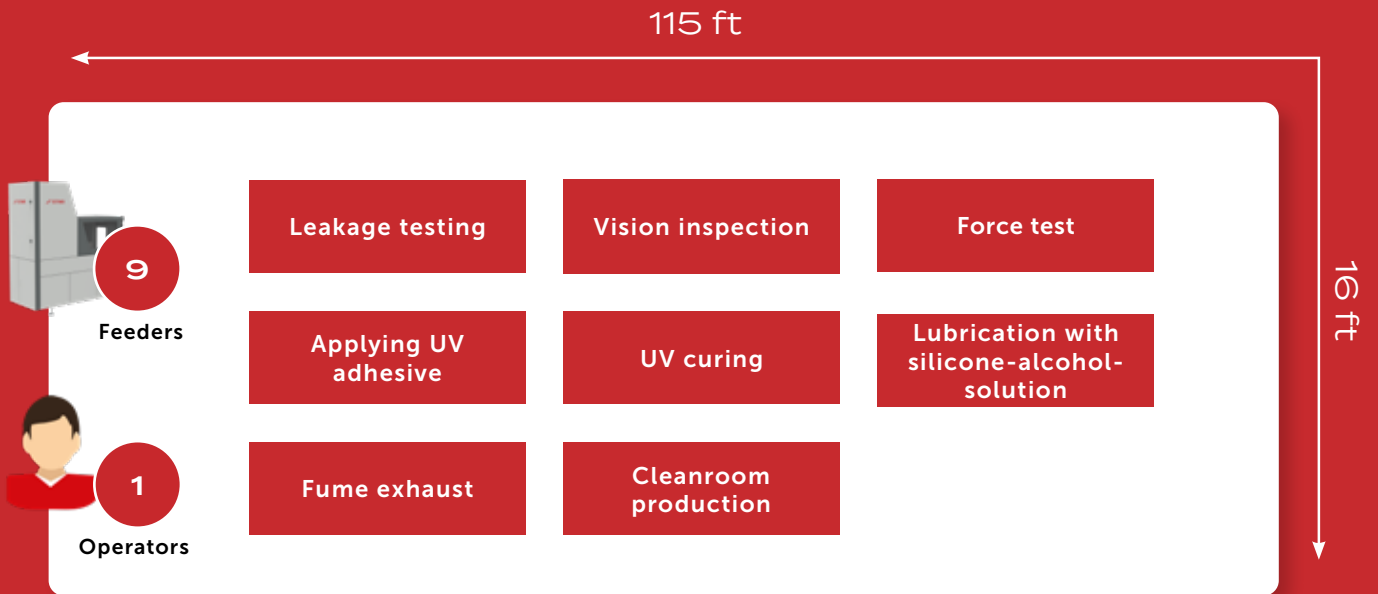 115 ft
16 ft
9
Feeders
Leakage testing
Vision inspection
Force test
Applying UV
adhesive
UV curing
Lubrication with
silicone-alcohol-
solution
1
Operators
Fume exhaust
Cleanroom
production